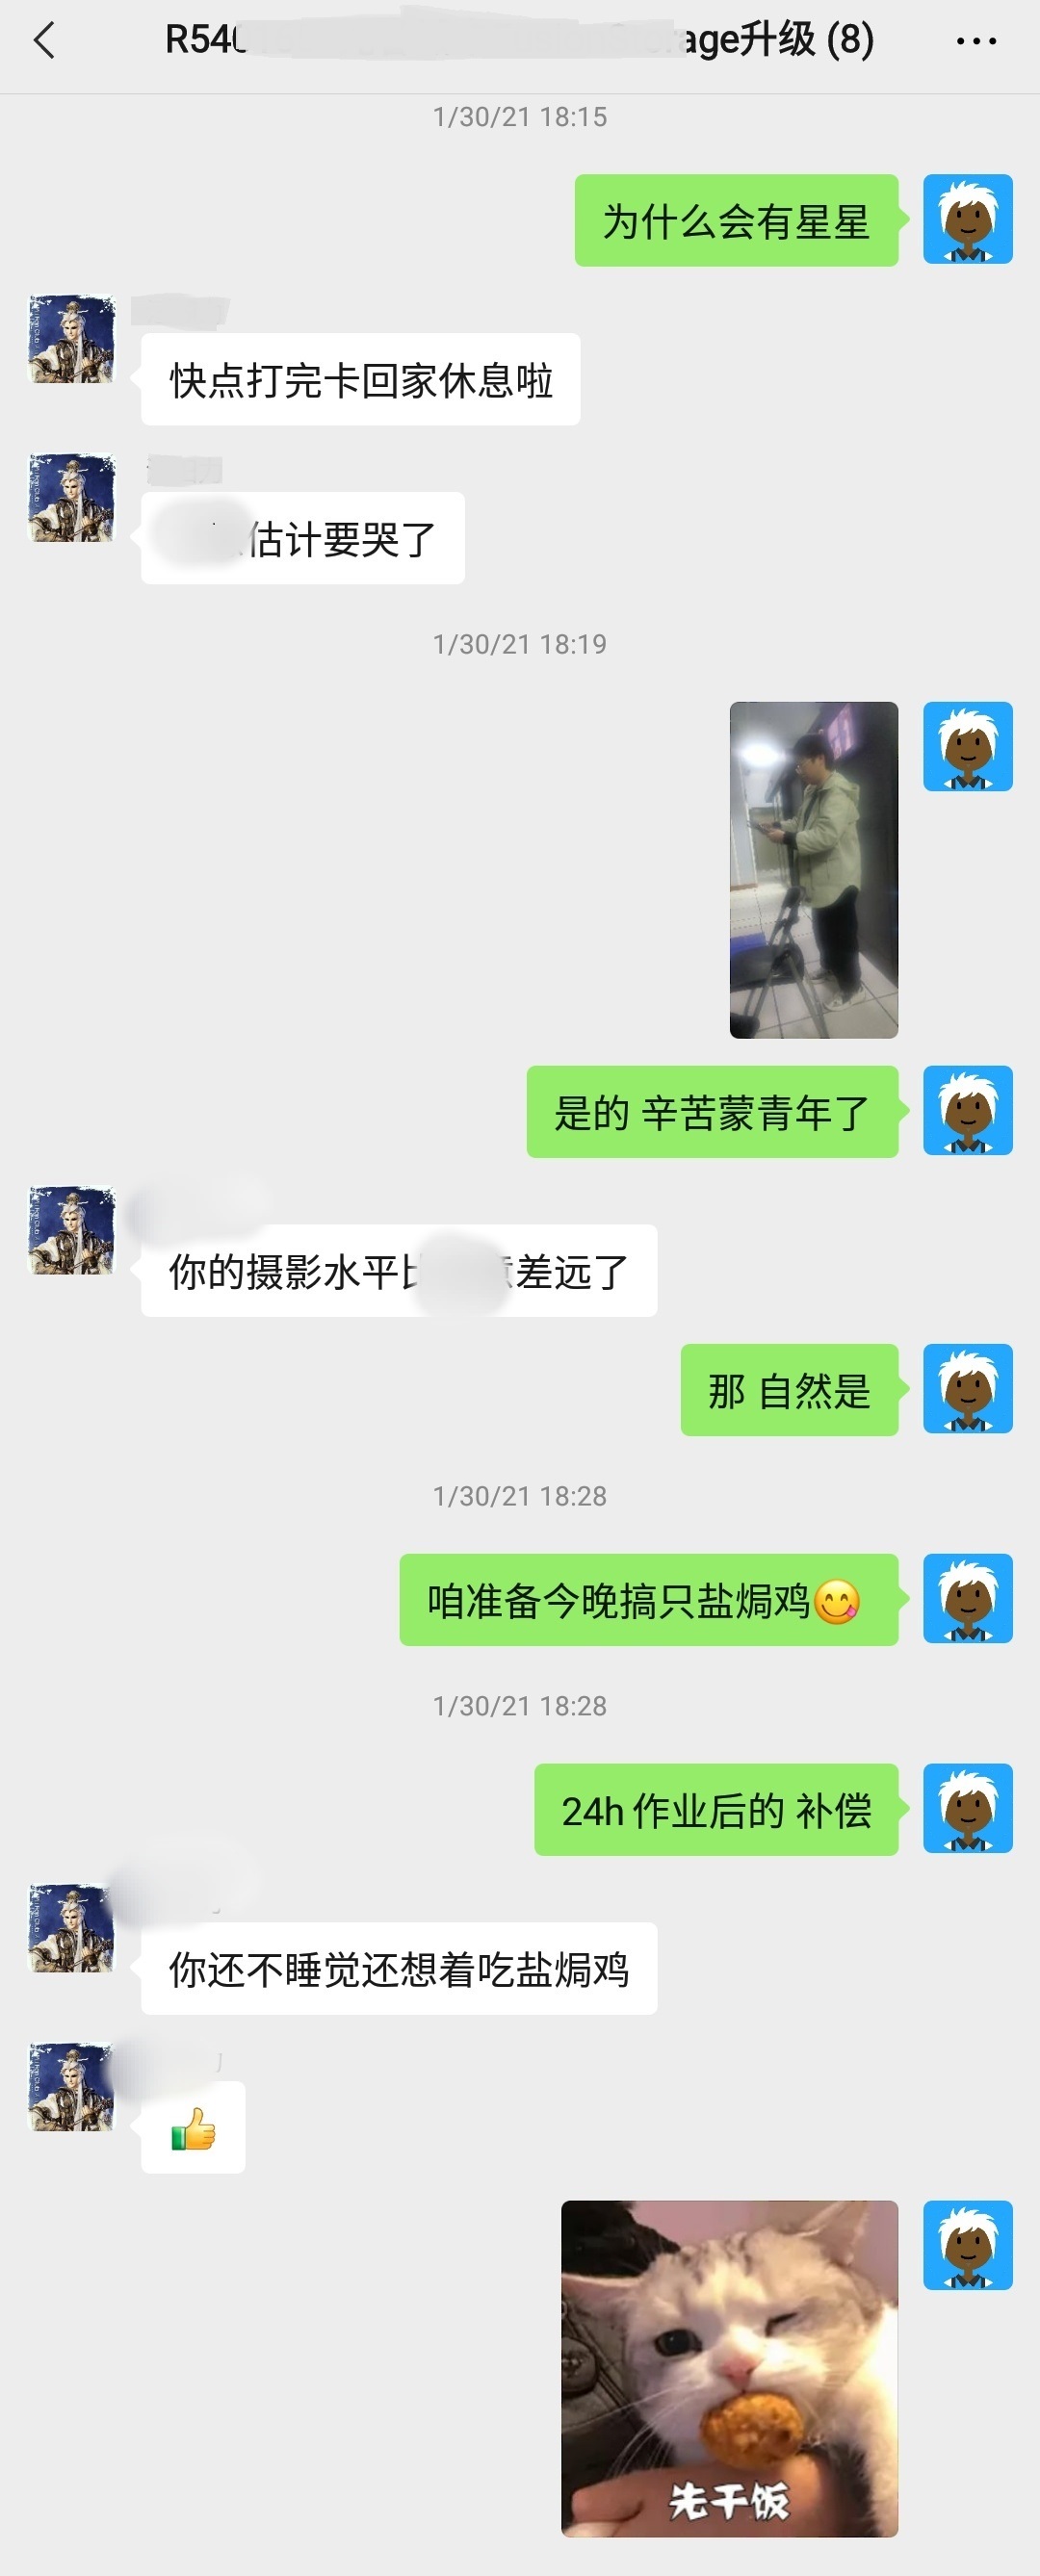 R54 age升级 (8)
1/30/21 18:15
为什么会有星星
快点打完卡回家休息啦
估计要哭了
1/30/21 18:19
是的 辛苦蒙青年了
你的摄影水平比 差远了
那 自然是
1/30/21 18:28
咱准备今晚搞只盐焗鸡😋
1/30/21 18:28
24h 作业后的 补偿
你还不睡觉还想着吃盐焗鸡
👍
先干饭